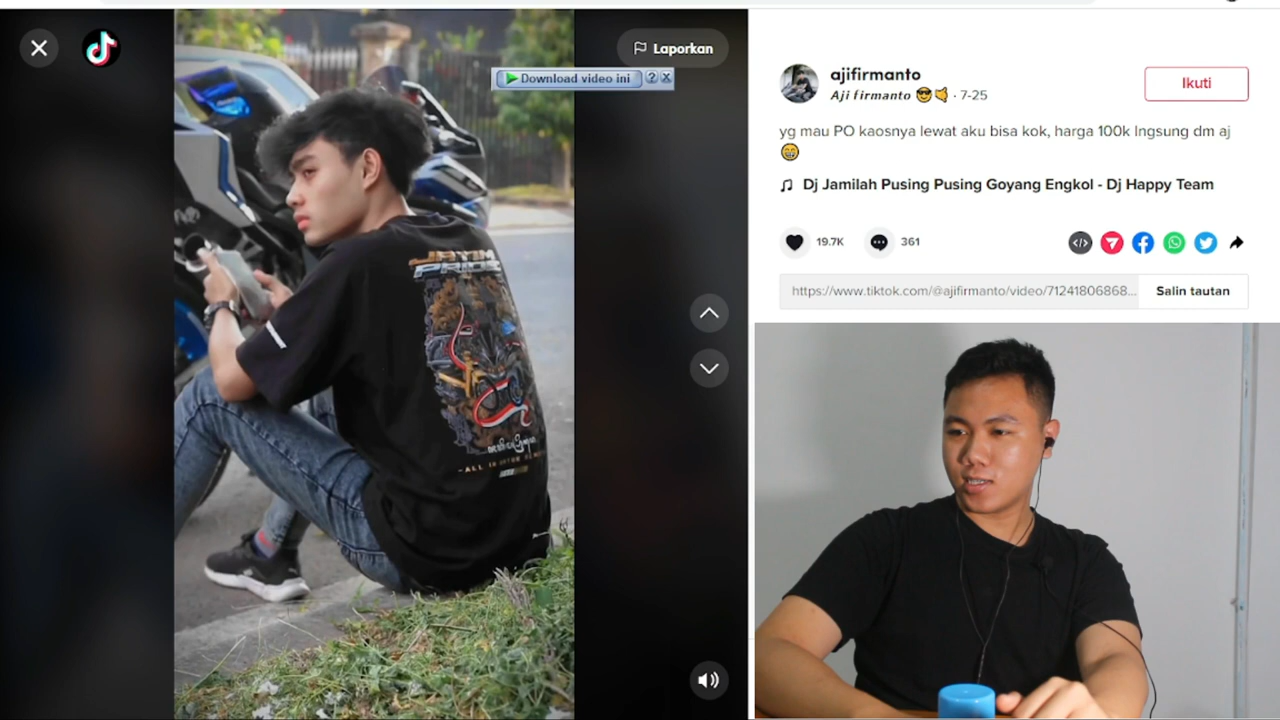 Laporkan
Download video ini
?
X
JATIM
PRIDE
ajifirmanto
Aji firmanto 😎🤙 · 7-25
Ikuti
yg mau PO kaosnya lewat aku bisa kok, harga 100k lngsung dm aj
😁
Dj Jamilah Pusing Pusing Goyang Engkol - Dj Happy Team
19.7K
361
https://www.tiktok.com/@ajifirmanto/video/71241806868...
Salin tautan